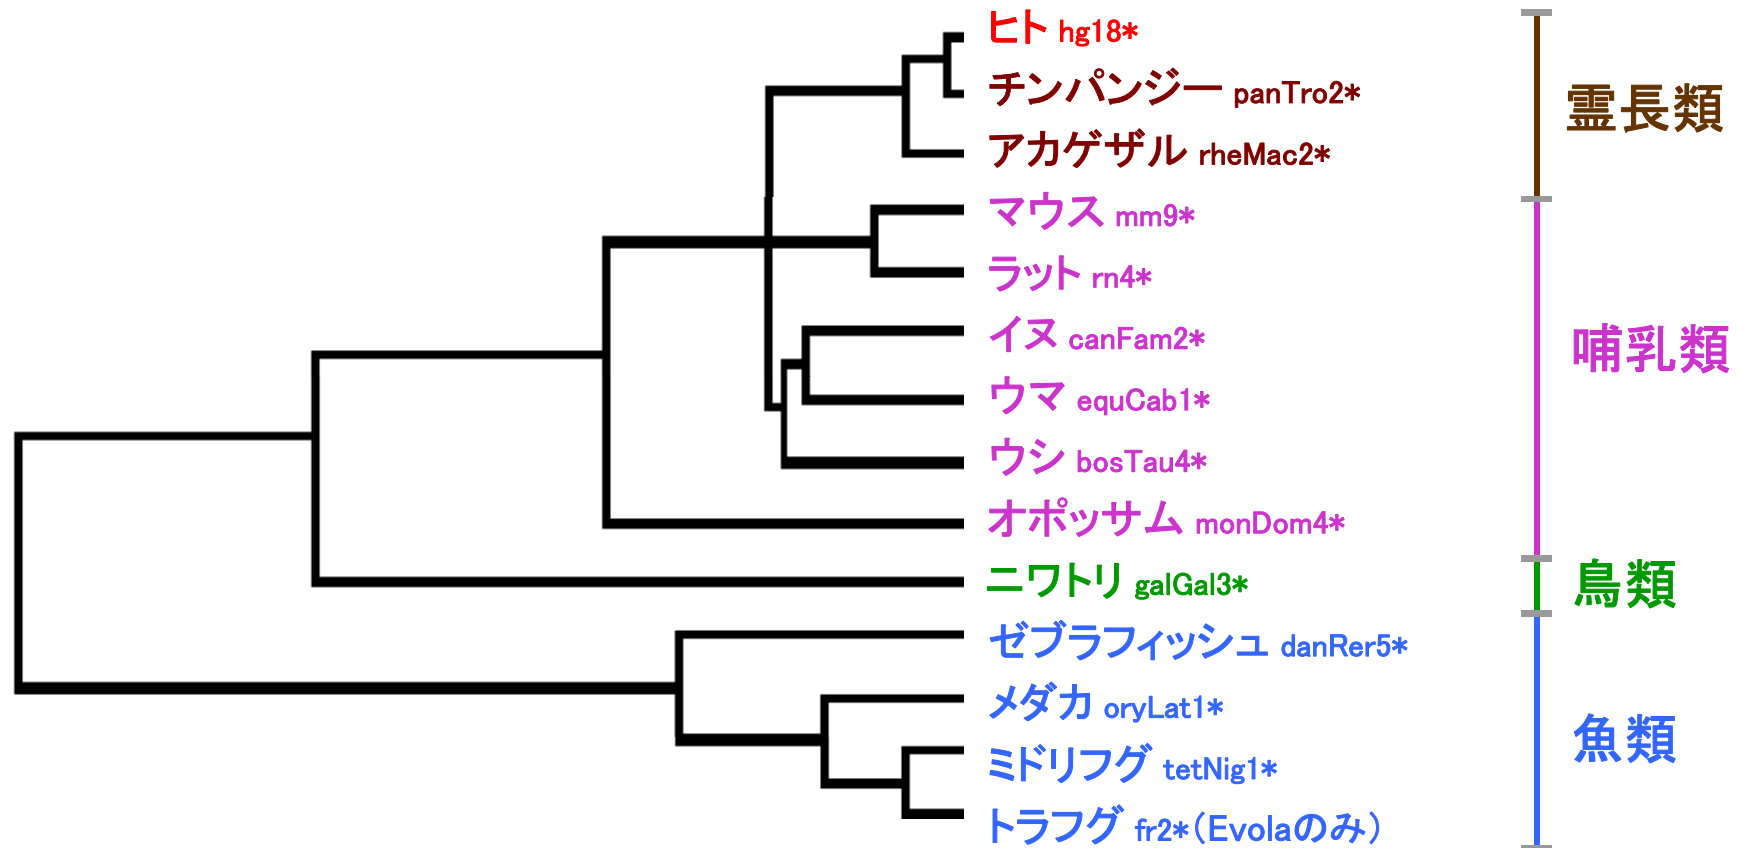 ヒト hg18*
チンパンジー panTro2*
アカゲザル rheMac2*
霊長類
マウス mm9*
ラット rn4*
イヌ canFam2*
ウマ equCab1*
ウシ bosTau4*
オポッサム monDom4*
哺乳類
ニワトリ galGal3*
鳥類
ゼブラフィッシュ danRer5*
メダカ oryLat1*
ミドリフグ tetNig1*
トラフグ fr2*(Evolaのみ)
魚類